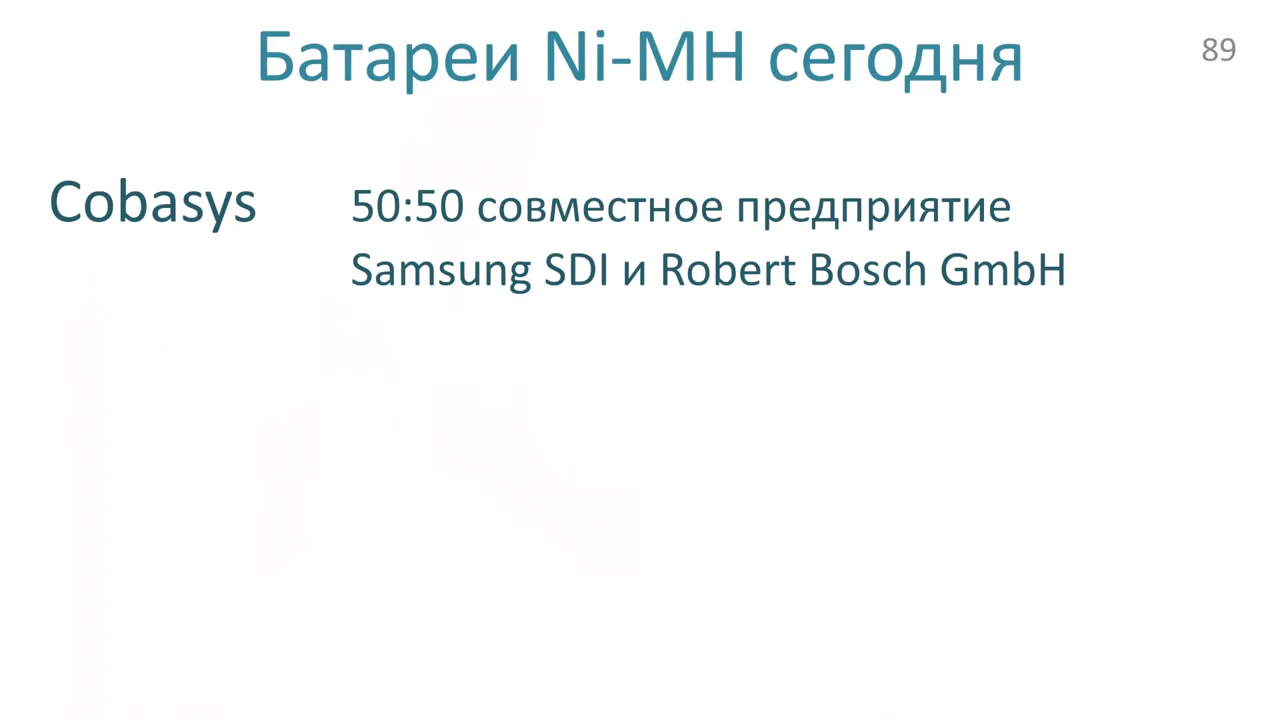 Батареи Ni-MH сегодня
89
Cobasys
50:50 совместное предприятие
Samsung SDI и Robert Bosch GmbH